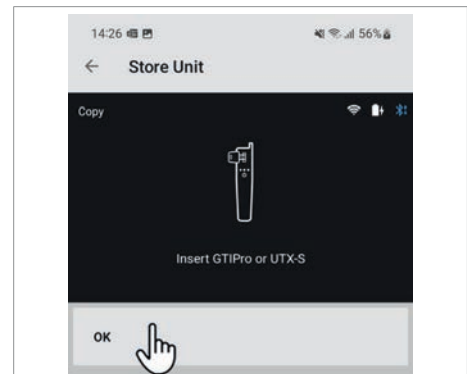 14:26
56%
Store Unit
Copy
Insert GTIPro or UTX-S
OK